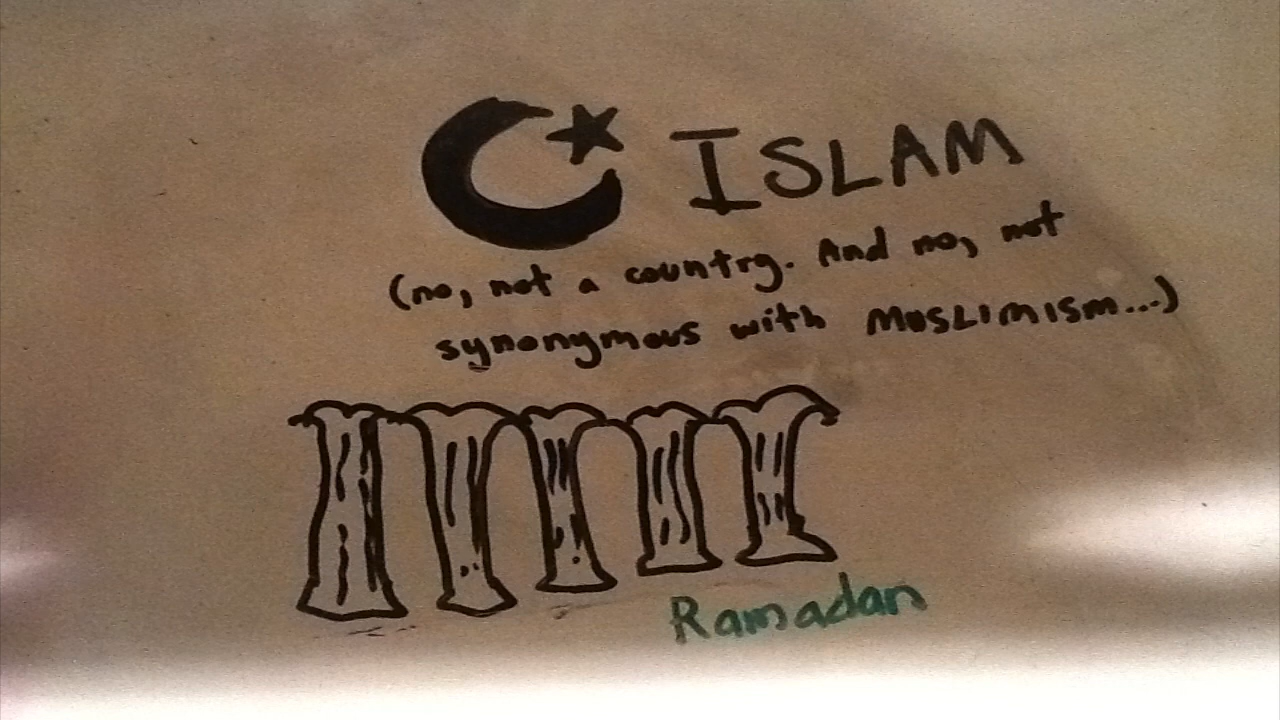 ISLAM
(no, not a country. And no, not
synonymous with MUSLIMISM...)
Ramadan